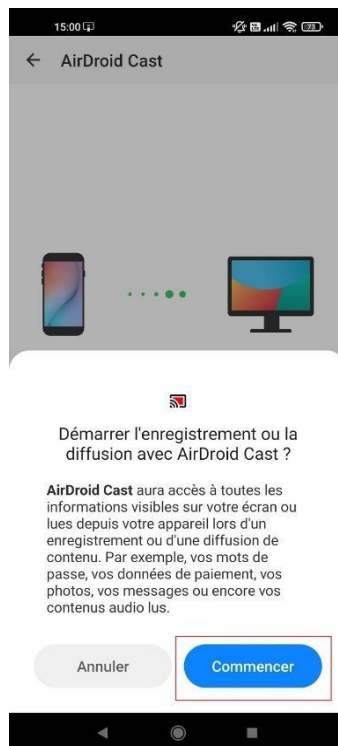 15:00
73
AirDroid Cast
Démarrer l'enregistrement ou la
diffusion avec AirDroid Cast ?
AirDroid Cast aura accès à toutes les
informations visibles sur votre écran ou
lues depuis votre appareil lors d'un
enregistrement ou d'une diffusion de
contenu. Par exemple, vos mots de
passe, vos données de paiement, vos
photos, vos messages ou encore vos
contenus audio lus.
Annuler
Commencer